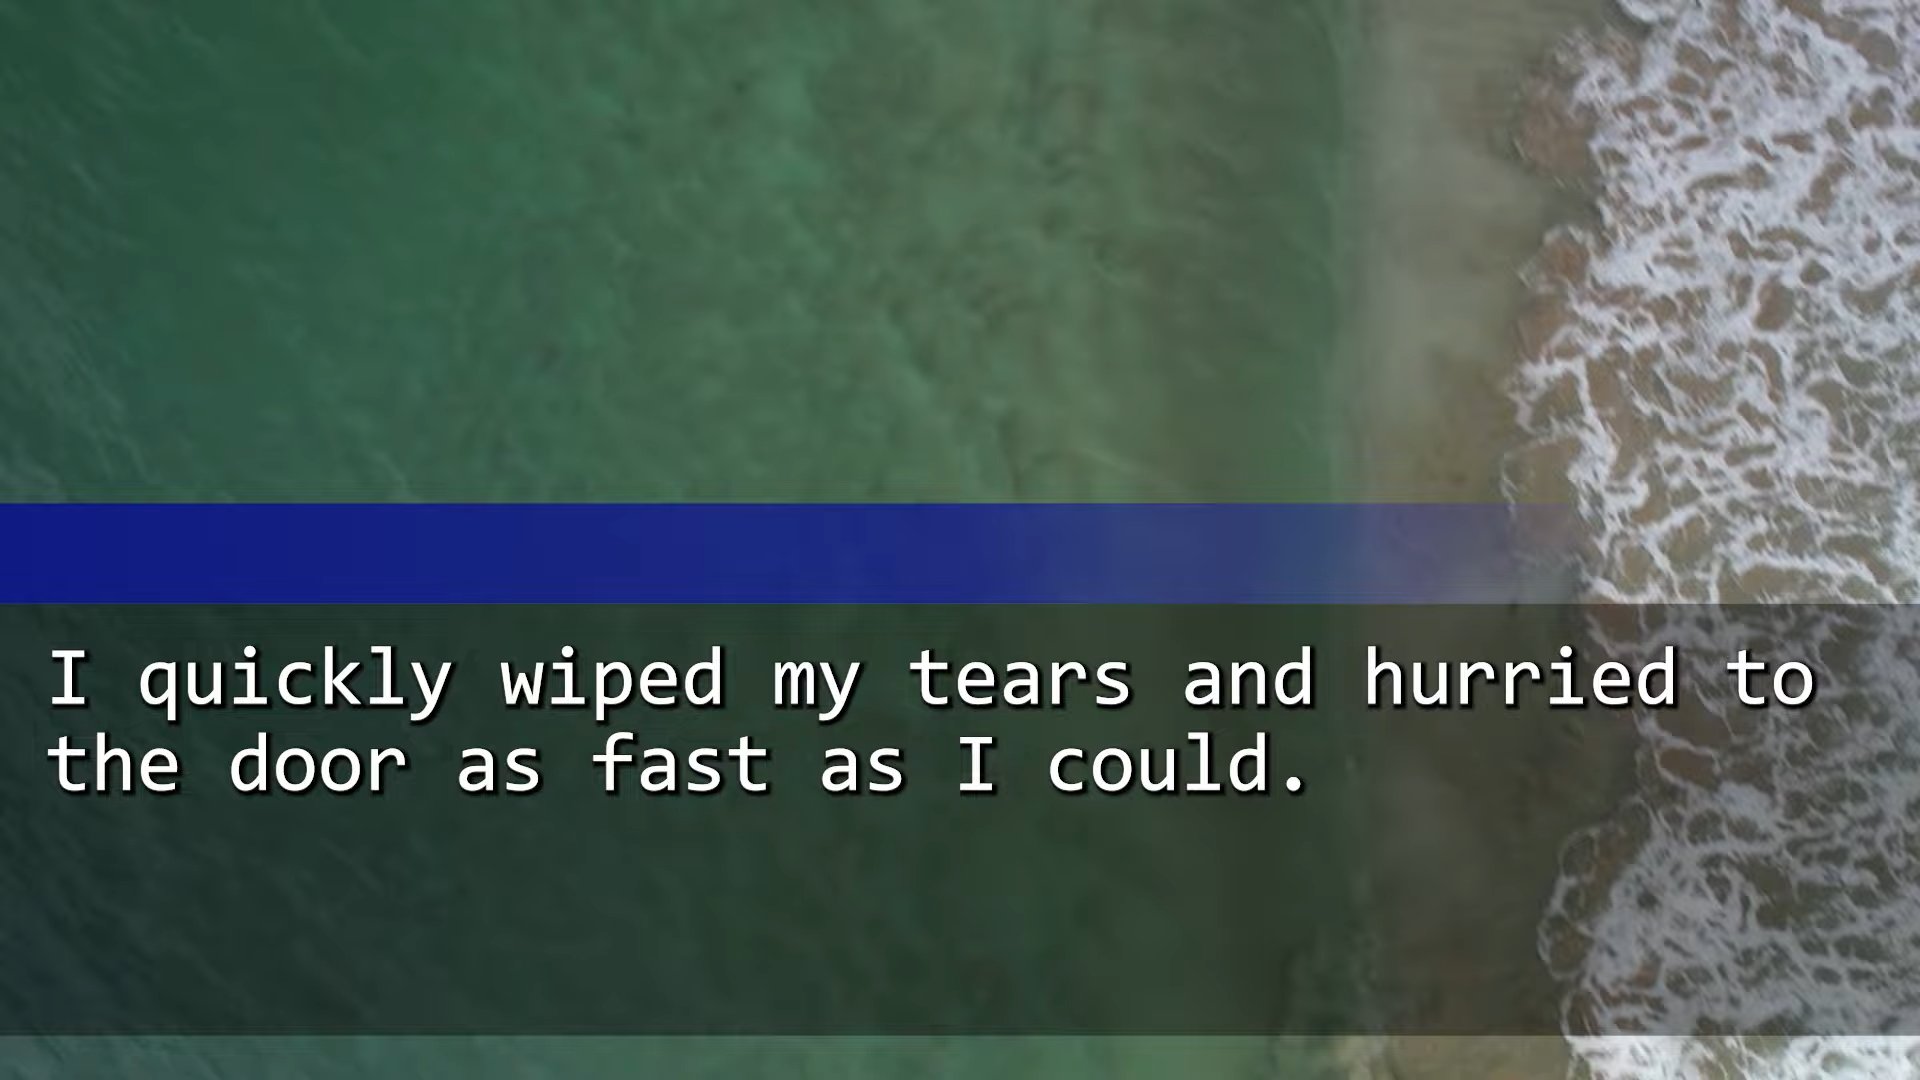 I quickly wiped my tears and hurried to
the door as fast as I could.